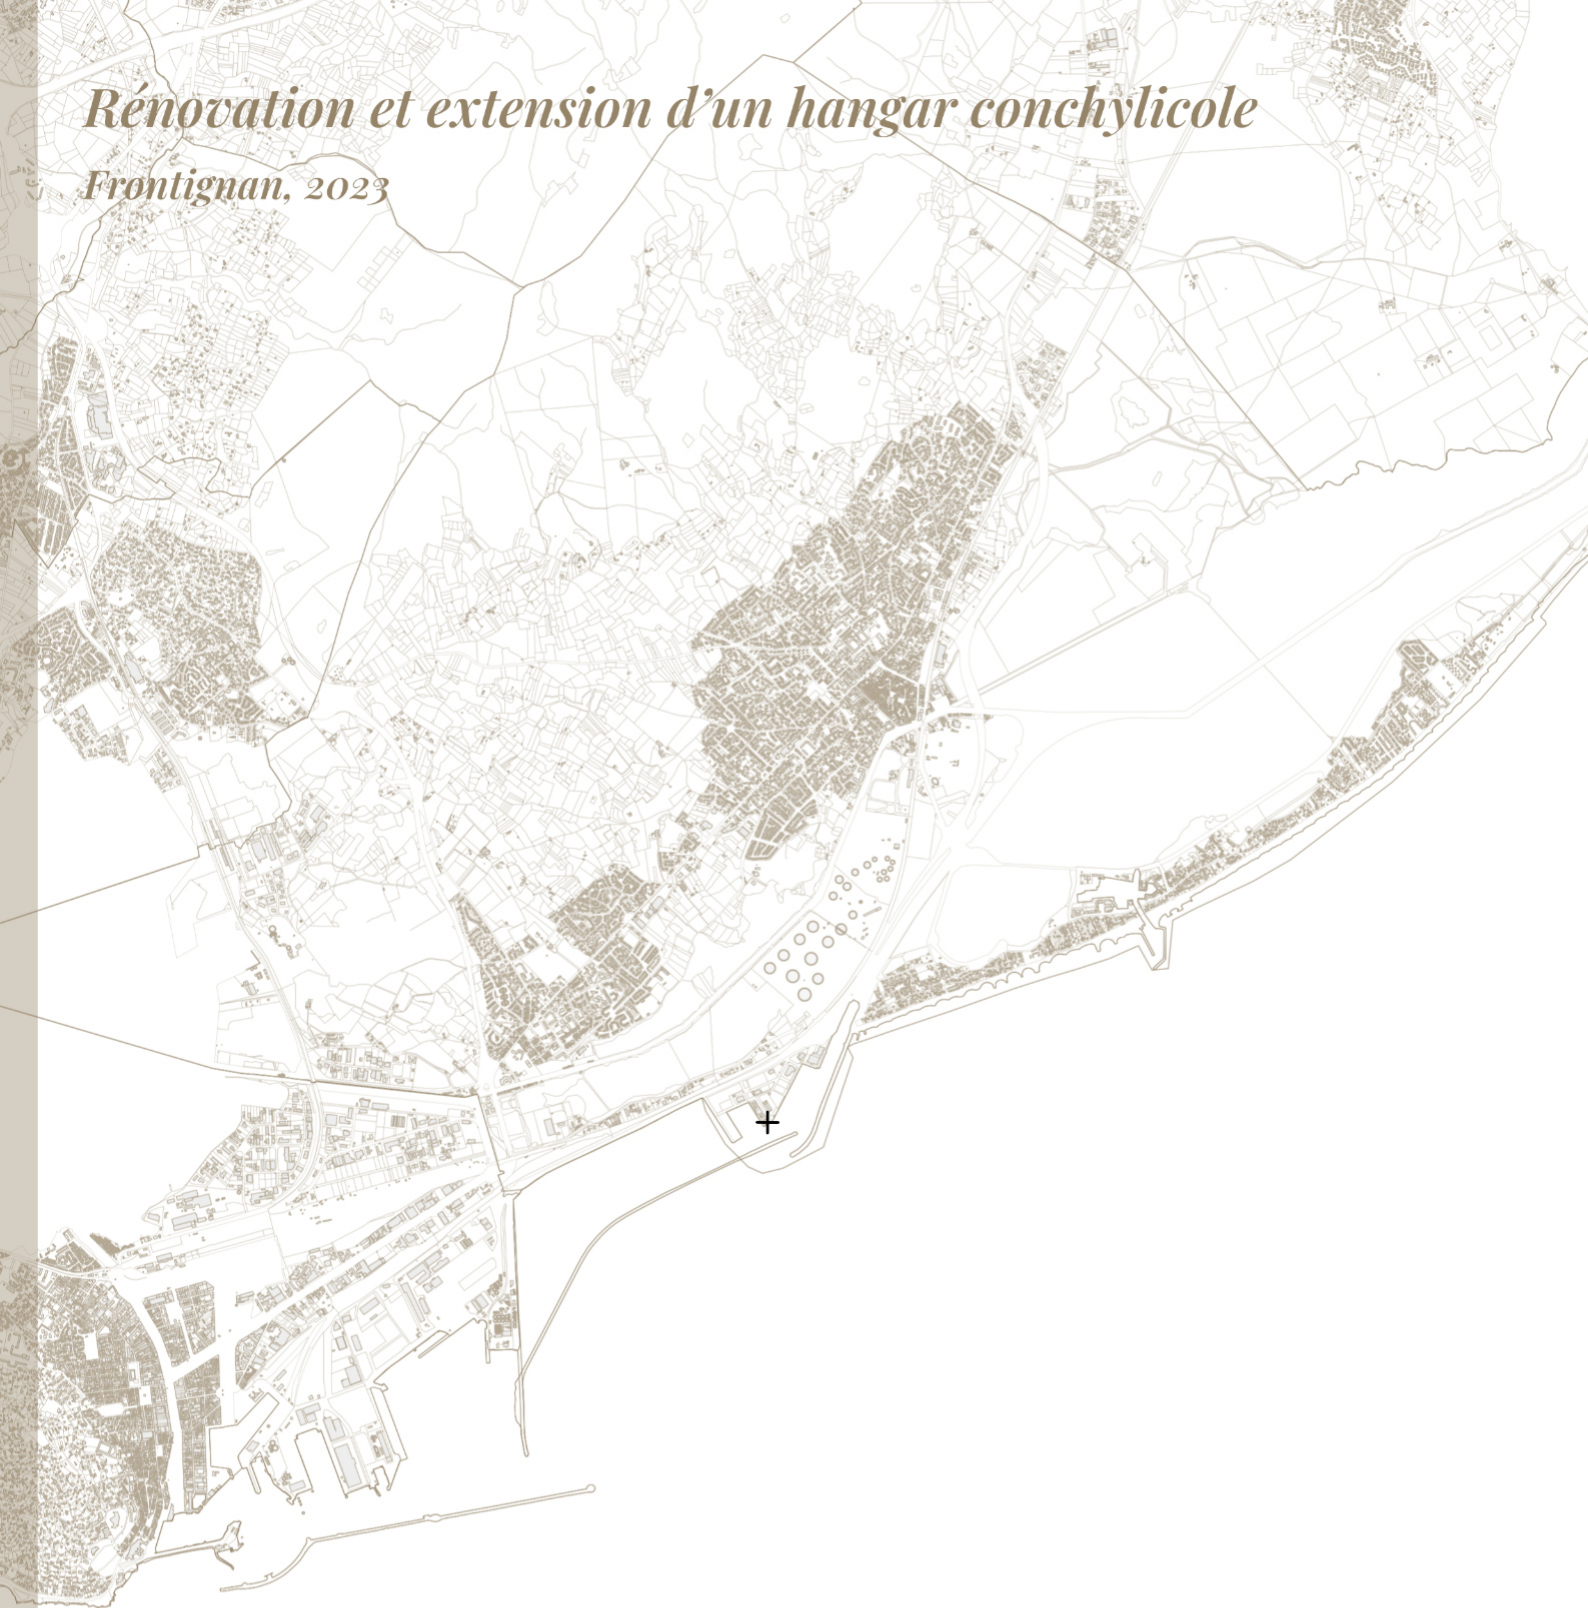 Rénovation et extension d’un hangar conchylicole
Frontignan, 2023